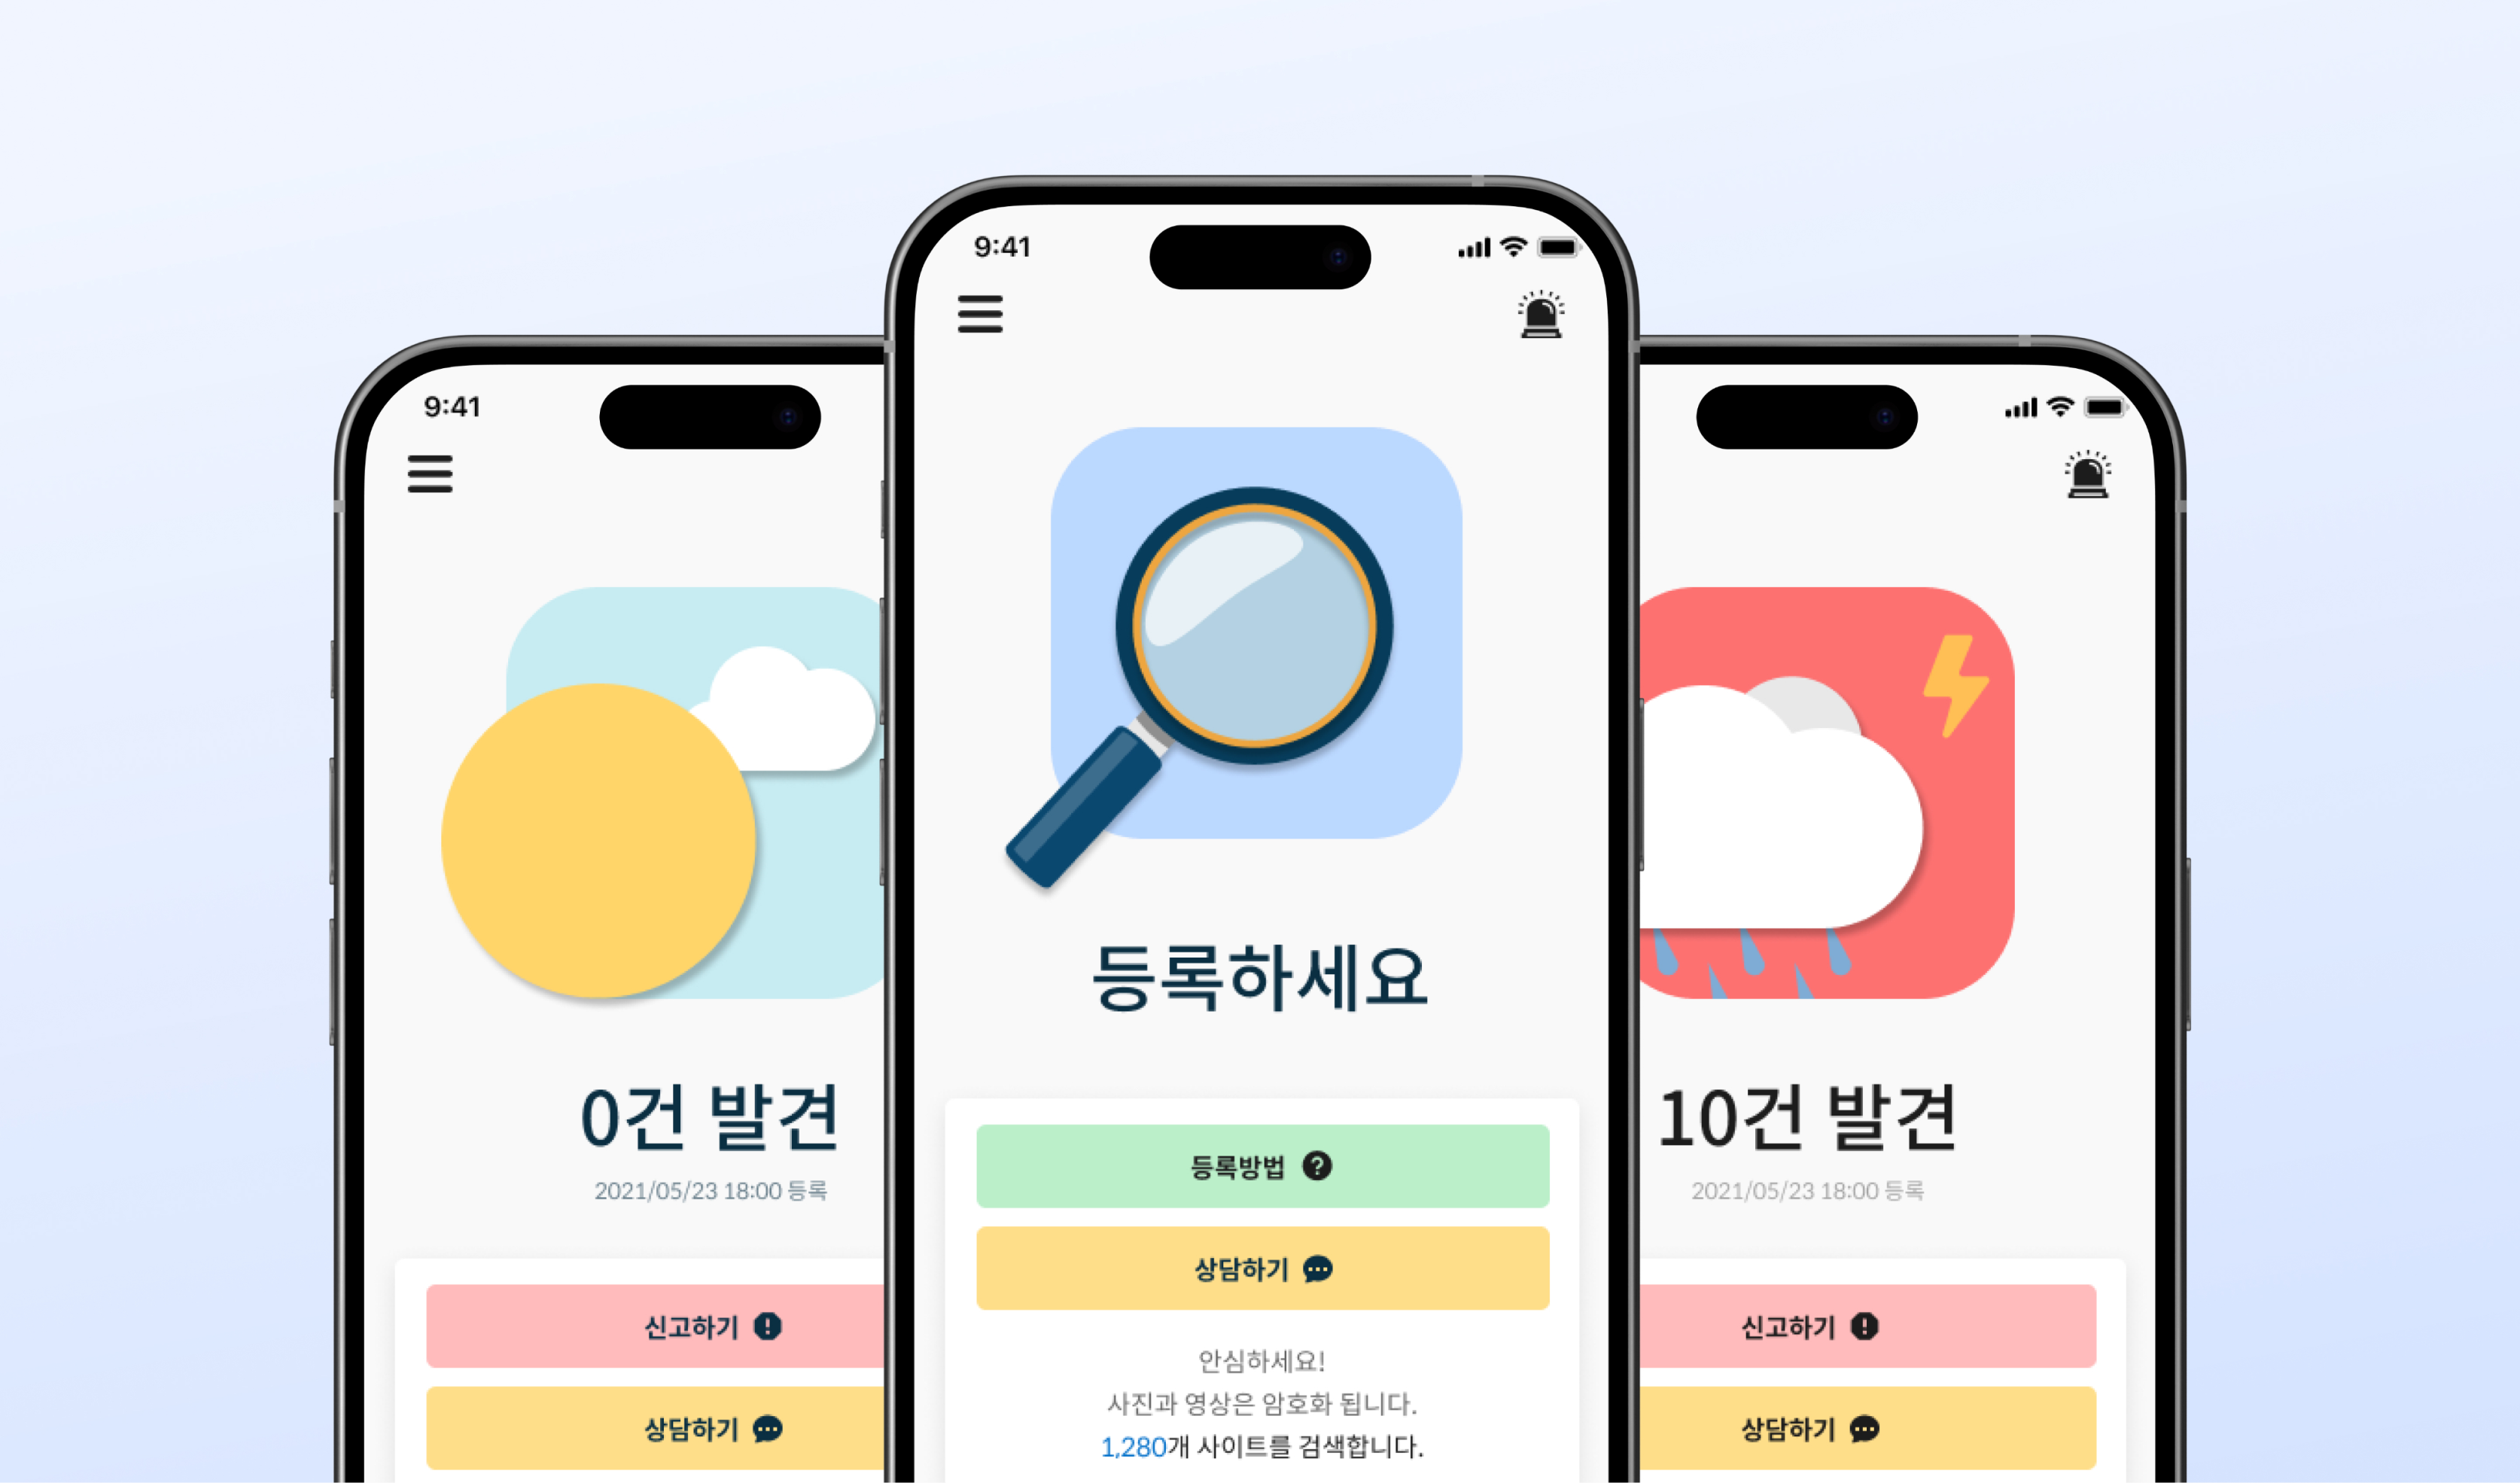 9:41
0건 발견
2021/05/23 18:00 등록
신고하기
상담하기
9:41
등록하세요
등록방법
상담하기
안심하세요!
사진과 영상은 암호화 됩니다.
1,280개 사이트를 검색합니다.
10건 발견
2021/05/23 18:00 등록
신고하기
상담하기